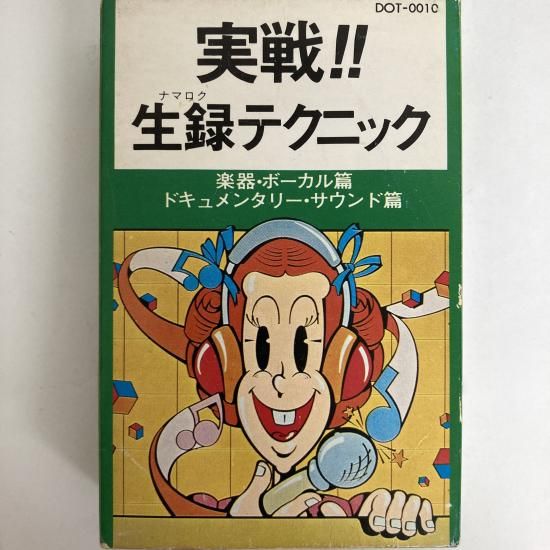 DOT-0010
実戦!!
ナマロク
生録テクニック
楽器・ボーカル篇
ドキュメンタリー・サウンド篇